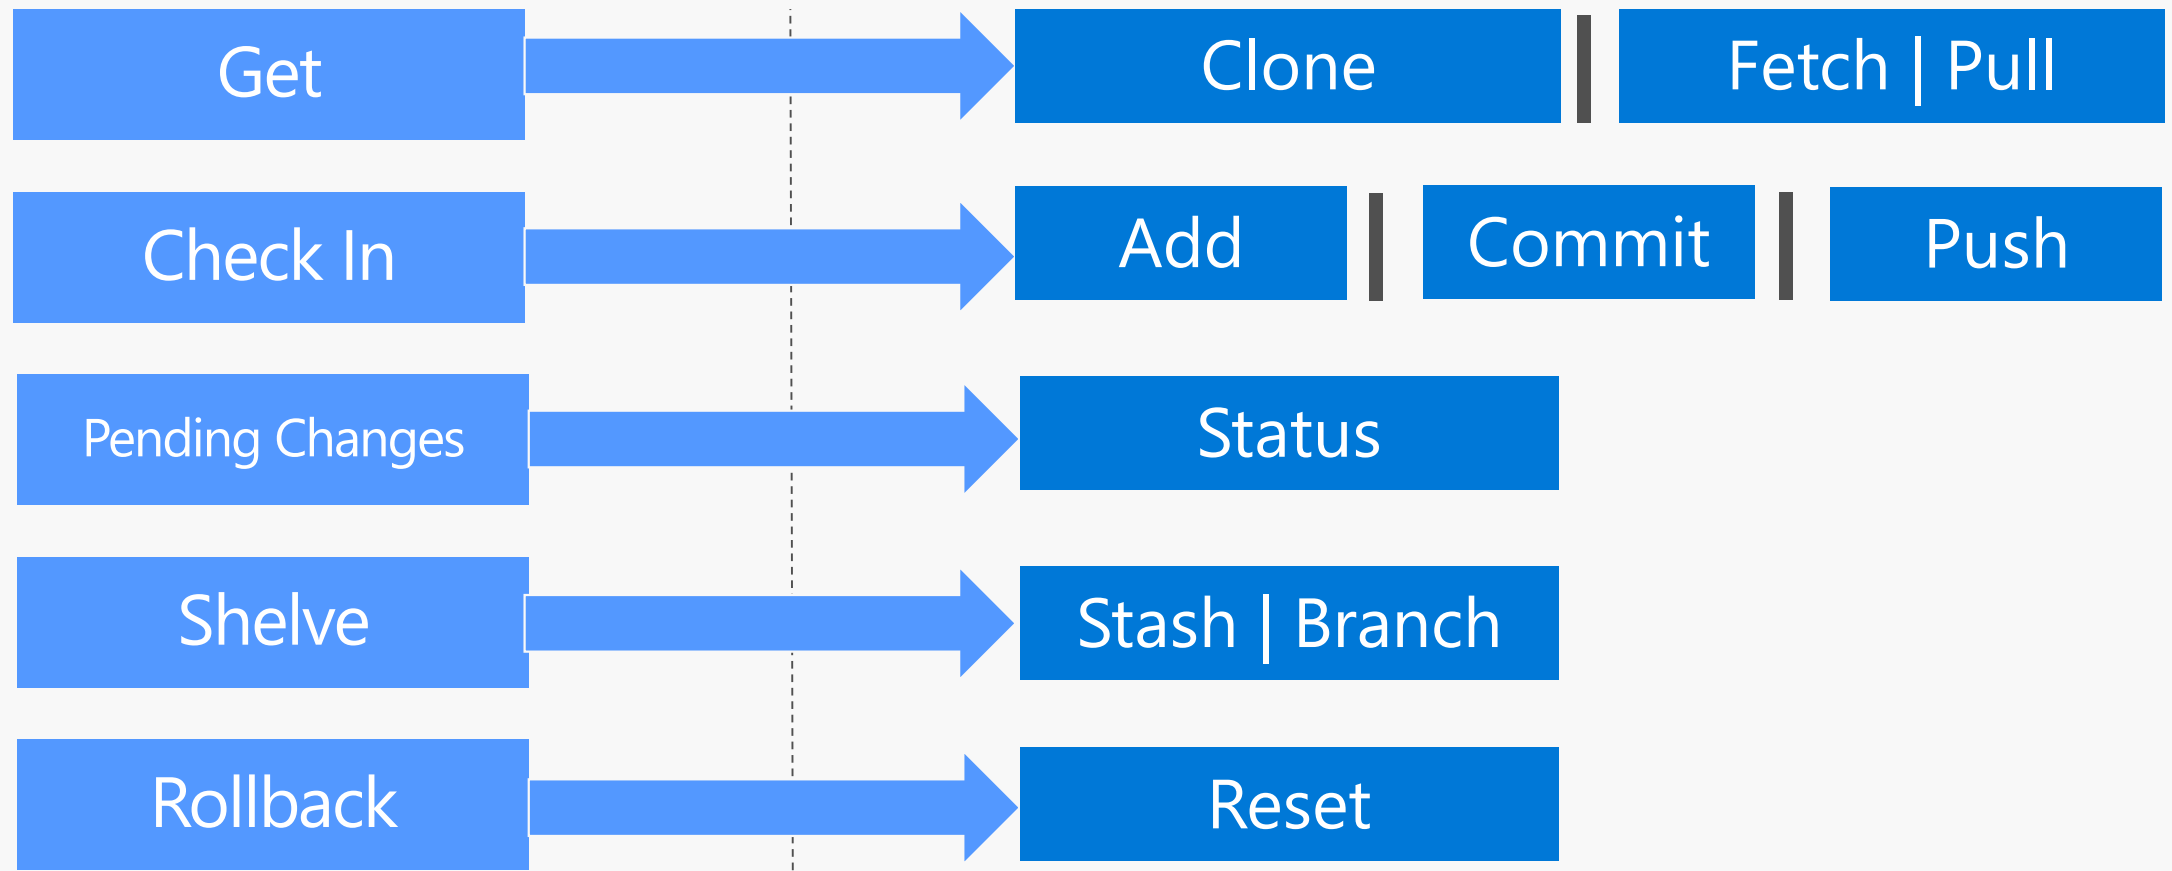 Get Clone Fetch | Pull
Check In Add Commit Push
Pending Changes Status
Shelve Stash | Branch
Rollback Reset